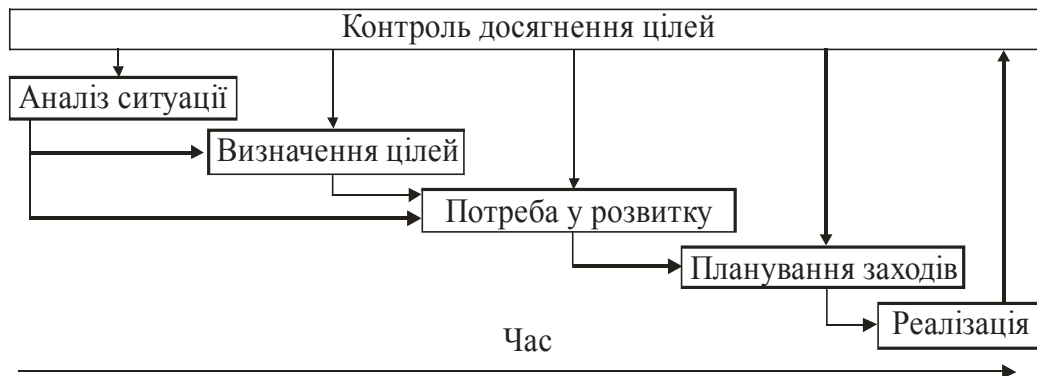 Контроль досягнення цілей
Аналіз ситуації
Визначення цілей
Потреба у розвитку
Планування заходів
Реалізація
Час